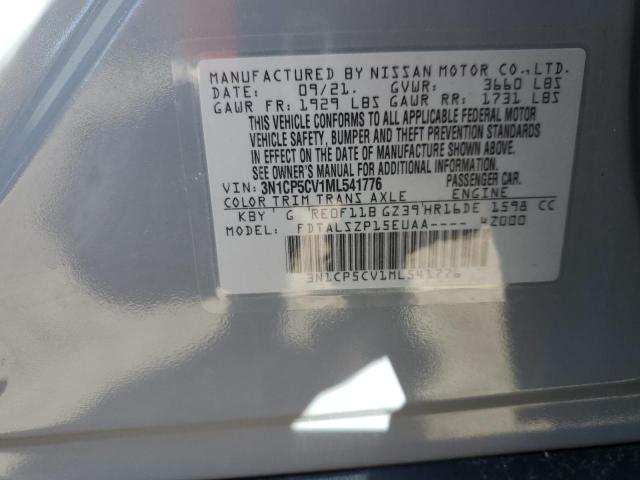 MANUFACTURED BY NISSAN MOTOR CO.,LTD.
DATE: 09/21. GVWR: 3660 LBS
GAWR FR: 1929 LBS GAWR RR: 1731 LBS
THIS VEHICLE CONFORMS TO ALL APPLICABLE FEDERAL MOTOR
VEHICLE SAFETY, BUMPER AND THEFT PREVENTION STANDARDS
IN EFFECT ON THE DATE OF MANUFACTURE SHOWN ABOVE.
SEE OWNER'S MANUAL FOR ADDITIONAL INFORMATION
VIN: 3N1CP5CV1ML541776 PASSENGER CAR.
COLOR TRIM TRANS AXLE ENGINE
KBY G RE0F11B GZ39 HR16DE 1598 CC
MODEL: FDTALSZP15EUAA---- 4Z000
3N1CP5CV1ML541776